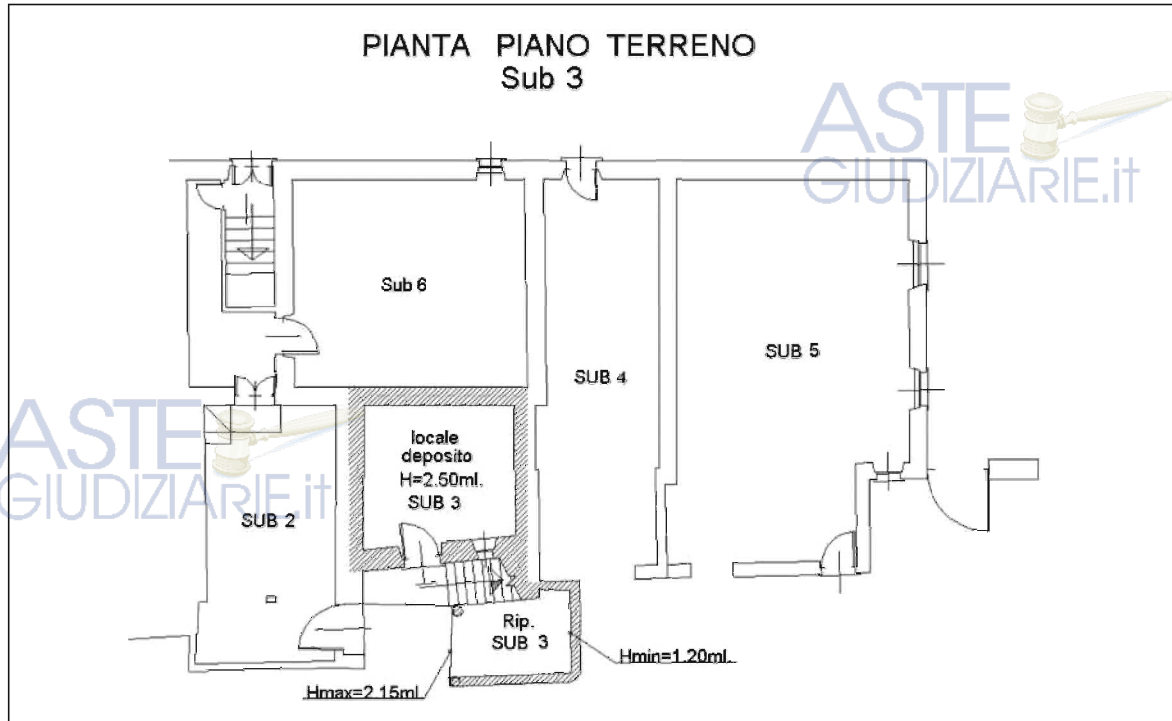 PIANTA PIANO TERRENO
Sub 3
ASTE
GIUDIZIARIE.it
Sub 6
SUB 5
SUB 4
ASTE
GIUDIZIARIE.it
locale
deposito
H=2.50ml.
SUB 3
SUB 2
Rip.
SUB 3
Hmin=1.20ml.
Hmax=2.15ml